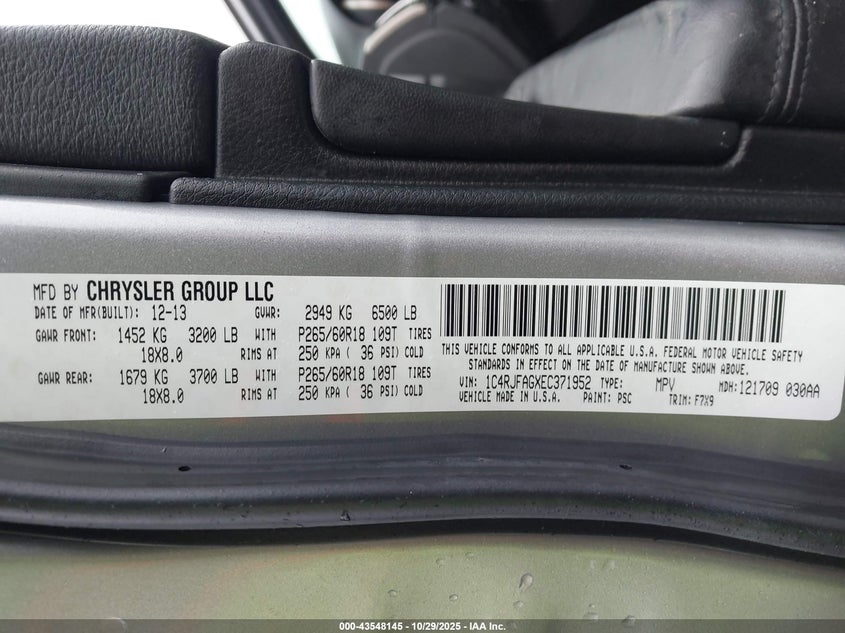 MFD BY CHRYSLER GROUP LLC
DATE OF MFR(BUILT): 12-13 GVWR: 2949 KG 6500 LB
GAWR FRONT: 1452 KG 3200 LB WITH P265/60R18 109T TIRES
18X8.0 RIMS AT 250 KPA ( 36 PSI) COLD
GAWR REAR: 1679 KG 3700 LB WITH P265/60R18 109T TIRES
18X8.0 RIMS AT 250 KPA ( 36 PSI) COLD
THIS VEHICLE CONFORMS TO ALL APPLICABLE U.S.A. FEDERAL MOTOR VEHICLE SAFETY
STANDARDS IN EFFECT ON THE DATE OF MANUFACTURE SHOWN ABOVE.
VIN: 1C4RJFAGXEC371952 TYPE: MPV MDH: 121709 030AA
VEHICLE MADE IN U.S.A. PAINT: PSC TRIM: F7X9
000-43548145 - 10/29/2025 - IAA Inc.